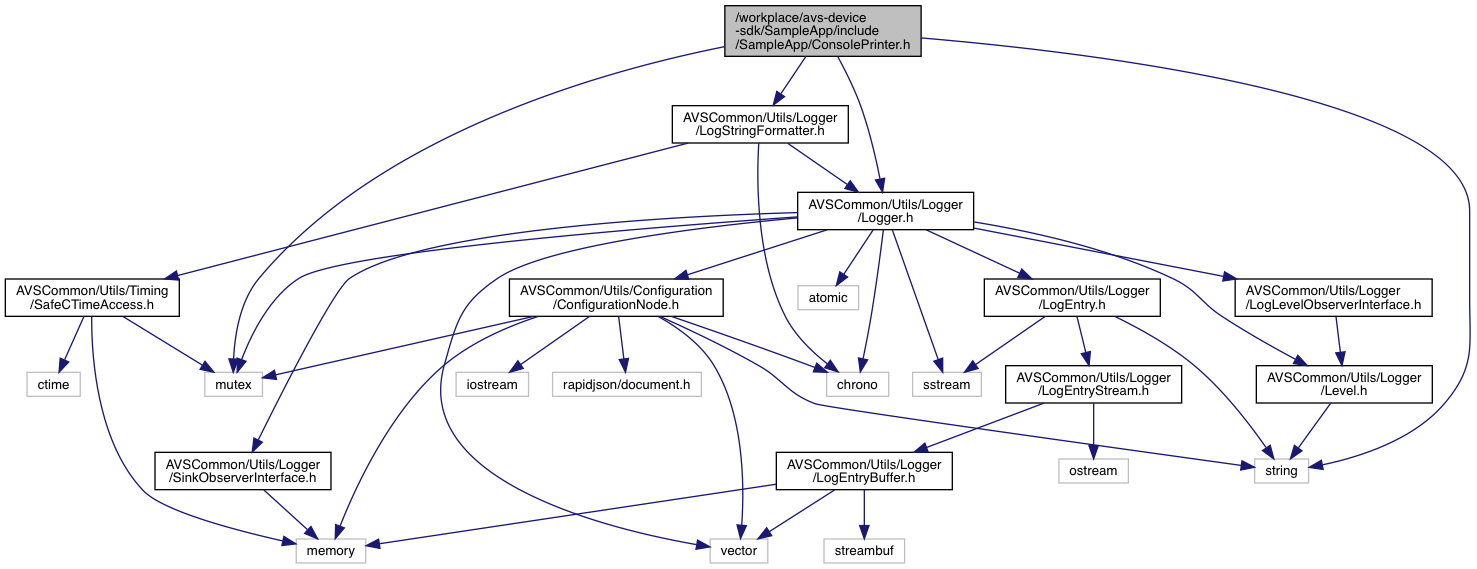 /workplace/avs-device
-sdk/SampleApp/include
/SampleApp/ConsolePrinter.h
AVSCommon/Utils/Logger
/LogStringFormatter.h
AVSCommon/Utils/Logger
/Logger.h
AVSCommon/Utils/Timing
/SafeCTimeAccess.h
AVSCommon/Utils/Configuration
/ConfigurationNode.h
atomic
AVSCommon/Utils/Logger
/LogEntry.h
AVSCommon/Utils/Logger
/LogLevelObserverInterface.h
ctime
mutex
iostream
rapidjson/document.h
chrono
sstream
AVSCommon/Utils/Logger
/LogEntryStream.h
AVSCommon/Utils/Logger
/Level.h
AVSCommon/Utils/Logger
/SinkObserverInterface.h
AVSCommon/Utils/Logger
/LogEntryBuffer.h
ostream
string
memory
vector
streambuf